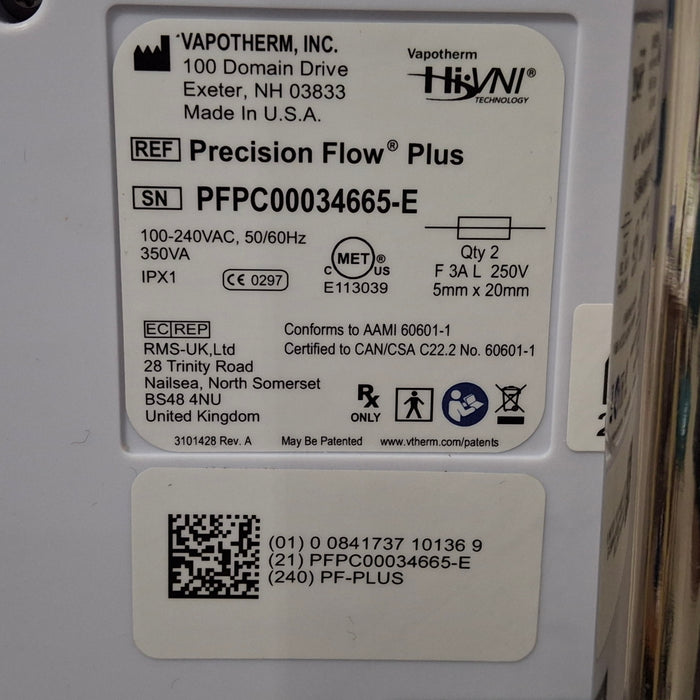 VAPOTHERM, INC.
100 Domain Drive
Exeter, NH 03833
Made In U.S.A.
Vapotherm
Hi-VNI®
TECHNOLOGY
REF Precision Flow® Plus
SN PFPC00034665-E
100-240VAC, 50/60Hz
350VA
IPX1
CE 0297
c MET ® US
E113039
Qty 2
F 3A L 250V
5mm x 20mm
EC REP
RMS-UK,Ltd
28 Trinity Road
Nailsea, North Somerset
BS48 4NU
United Kingdom
Conforms to AAMI 60601-1
Certified to CAN/CSA C22.2 No. 60601-1
Rx ONLY
3101428 Rev. A May Be Patented www.vtherm.com/patents
(01) 0 0841737 10136 9
(21) PFPC00034665-E
(240) PF-PLUS